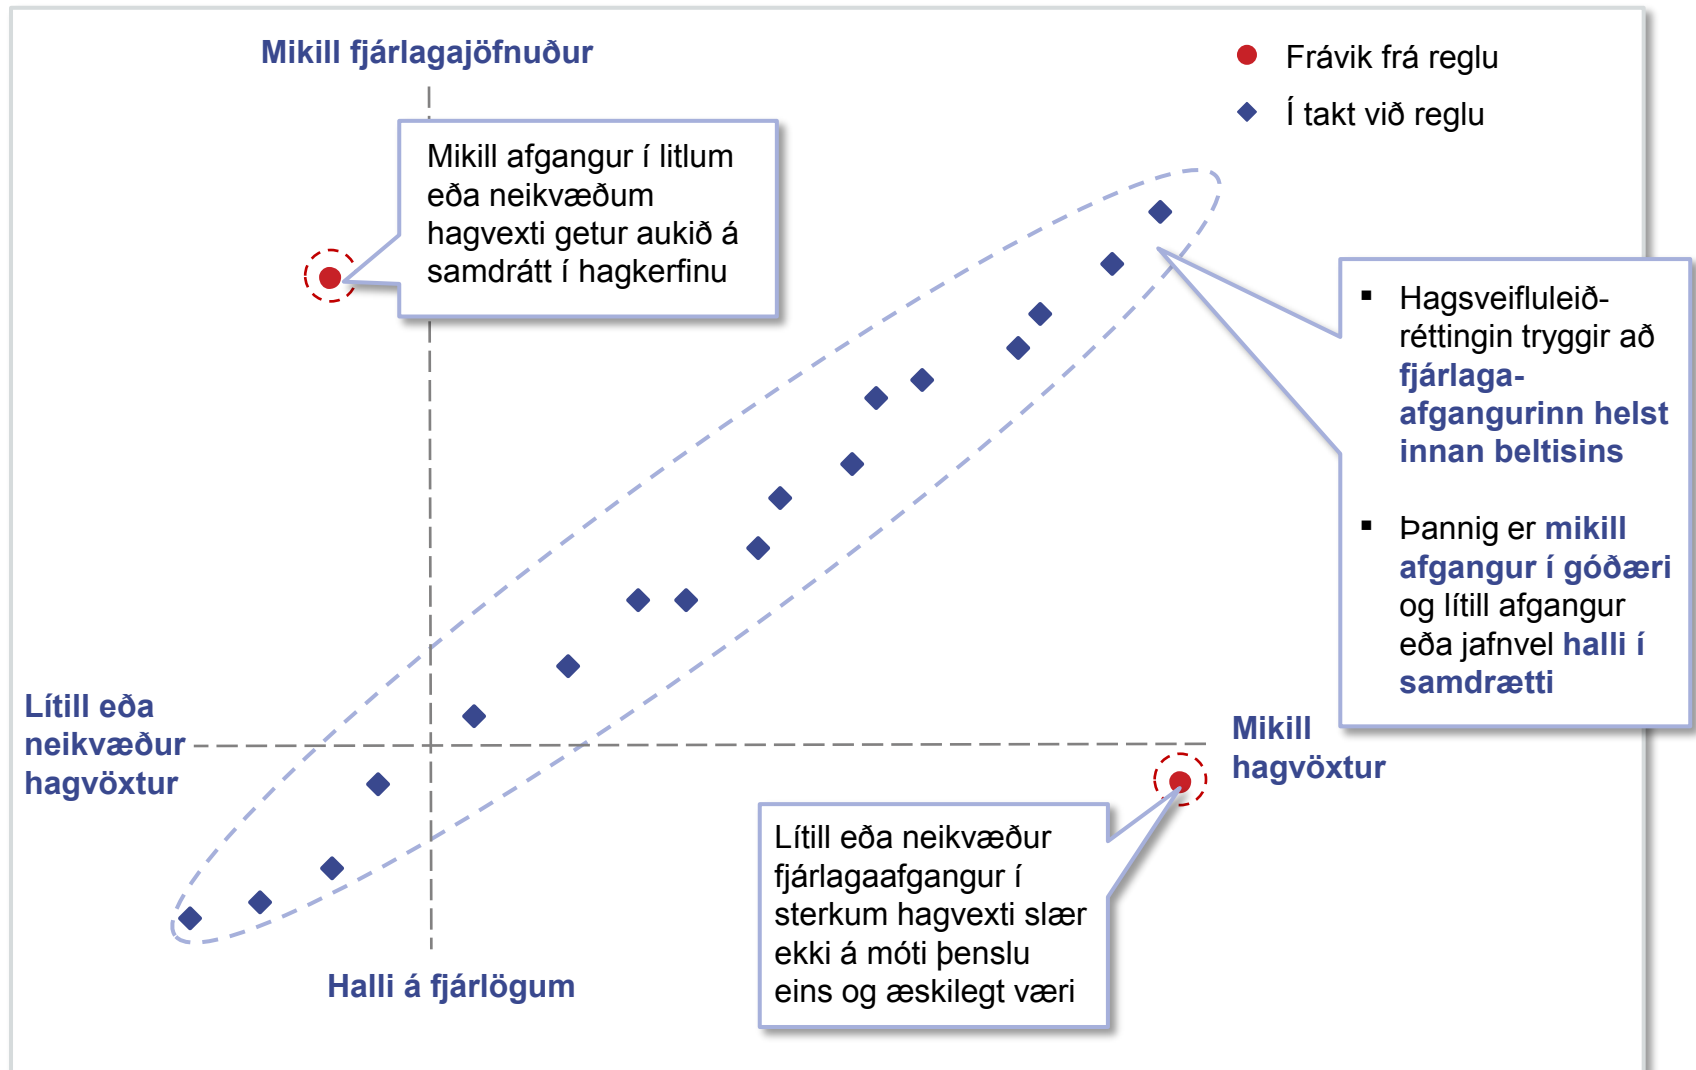 Mikill fjárlagajöfnuður
Frávik frá reglu
Í takt við reglu
Mikill afgangur í litlum
eða neikvæðum
hagvexti getur aukið á
samdrátt í hagkerfinu
▪ Hagsveifluleið-
réttingin tryggir að
fjárlaga-
afgangurinn helst
innan beltisins
▪ Þannig er mikill
afgangur í góðæri
og lítill afgangur
eða jafnvel halli í
samdrætti
Lítill eða
neikvæður
hagvöxtur
Mikill
hagvöxtur
Lítill eða neikvæður
fjárlagaafgangur í
sterkum hagvexti slær
ekki á móti þenslu
eins og æskilegt væri
Halli á fjárlögum